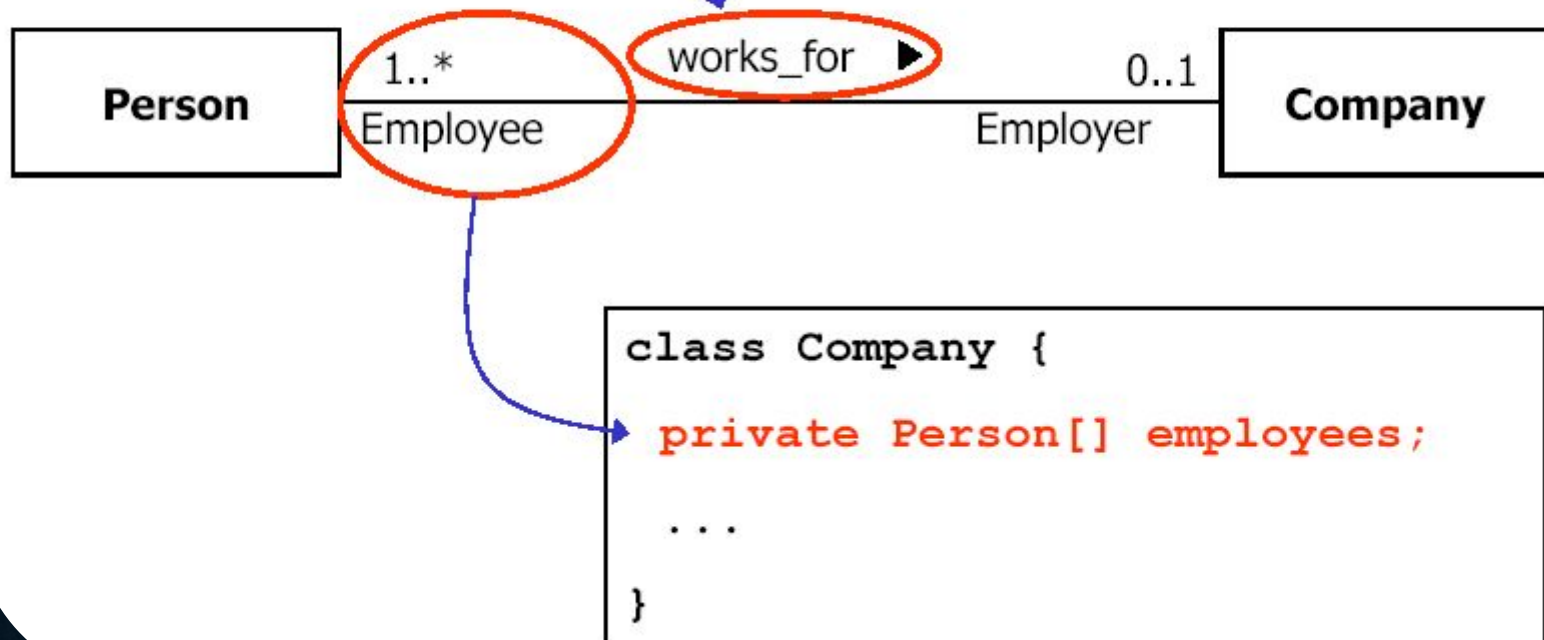 works_for ▶
1..*
0..1
Person
Company
Employee
Employer
class Company {
private Person[] employees;
...
}